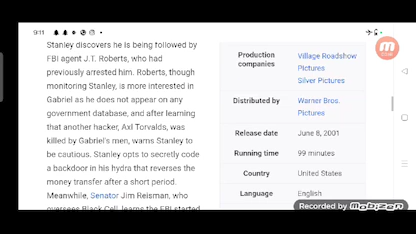 9:11
Stanley discovers he is being followed by
FBI agent J.T. Roberts, who had
previously arrested him. Roberts, though
monitoring Stanley, is more interested in
Gabriel as he does not appear on any
government database, and after learning
that another hacker, Axl Torvalds, was
killed by Gabriel's men, warns Stanley to
be cautious. Stanley opts to secretly code
a backdoor in his hydra that reverses the
money transfer after a short period.
Meanwhile, Senator Jim Reisman, who
oversees Black Cell, learns the FBI started
Production companies
Village Roadshow Pictures
Silver Pictures
Distributed by
Warner Bros. Pictures
Release date
June 8, 2001
Running time
99 minutes
Country
United States
Language
English
Recorded by Mobizen